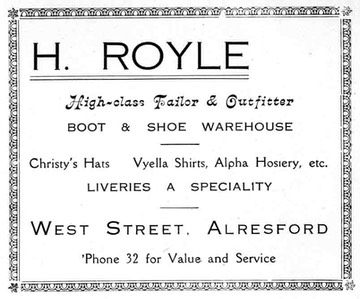 H. ROYLE
High-class Tailor & Outfitter
BOOT & SHOE WAREHOUSE
Christy's Hats Vyella Shirts, Alpha Hosiery, etc.
LIVERIES A SPECIALITY
WEST STREET, ALRESFORD
'Phone 32 for Value and Service